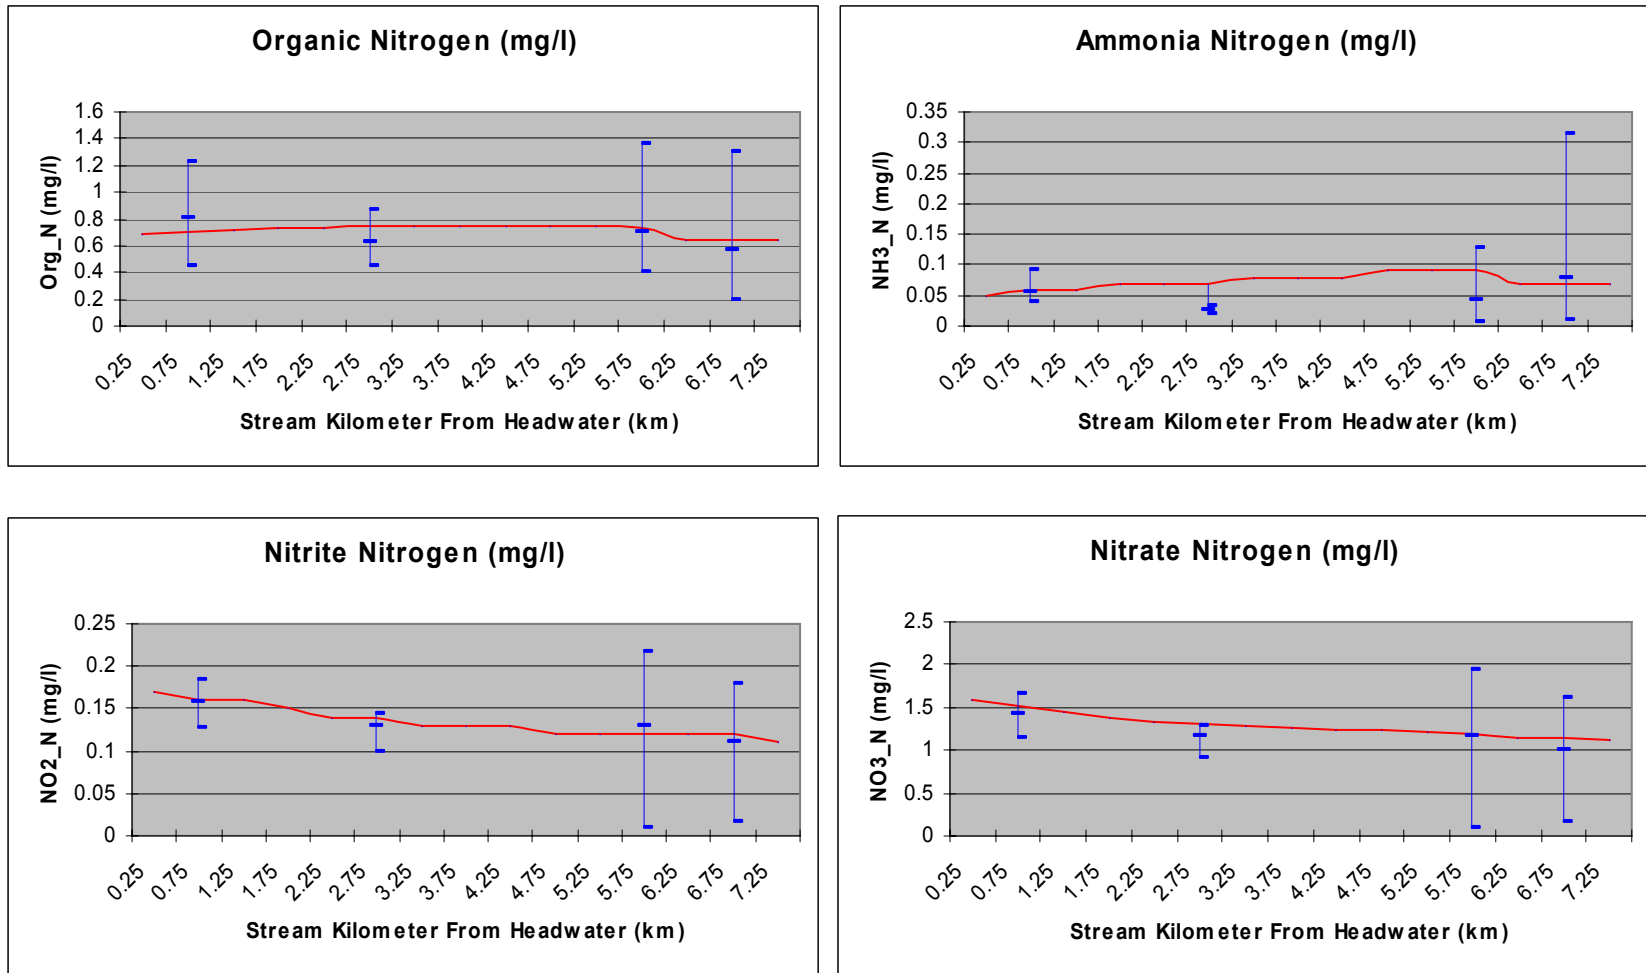 Organic Nitrogen (mg/l)
Org_N (mg/l)
1.6
1.4
1.2
1
0.8
0.6
0.4
0.2
0
0.25 0.75 1.25 1.75 2.25 2.75 3.25 3.75 4.25 4.75 5.25 5.75 6.25 6.75 7.25
Stream Kilometer From Headwater (km)
Ammonia Nitrogen (mg/l)
NH3_N (mg/l)
0.35
0.3
0.25
0.2
0.15
0.1
0.05
0
0.25 0.75 1.25 1.75 2.25 2.75 3.25 3.75 4.25 4.75 5.25 5.75 6.25 6.75 7.25
Stream Kilometer From Headwater (km)
Nitrite Nitrogen (mg/l)
NO2_N (mg/l)
0.25
0.2
0.15
0.1
0.05
0
0.25 0.75 1.25 1.75 2.25 2.75 3.25 3.75 4.25 4.75 5.25 5.75 6.25 6.75 7.25
Stream Kilometer From Headwater (km)
Nitrate Nitrogen (mg/l)
NO3_N (mg/l)
2.5
2
1.5
1
0.5
0
0.25 0.75 1.25 1.75 2.25 2.75 3.25 3.75 4.25 4.75 5.25 5.75 6.25 6.75 7.25
Stream Kilometer From Headwater (km)